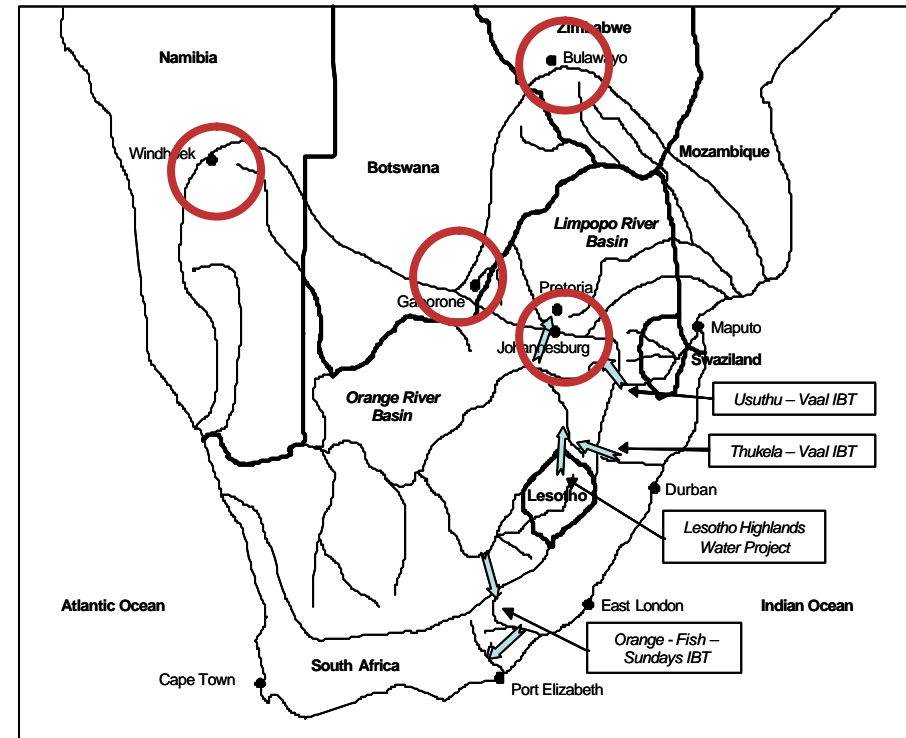 Zimbabwe
Namibia
Bulawayo
Windhoek
Mozambique
Botswana
Limpopo River
Basin
Gaborone
Pretoria
Maputo
Johannesburg
Swaziland
Orange River
Basin
Usuthu – Vaal IBT
Thukela – Vaal IBT
Lesotho
Durban
Lesotho Highlands
Water Project
Atlantic Ocean
East London
Indian Ocean
Orange - Fish –
Sundays IBT
South Africa
Cape Town
Port Elizabeth